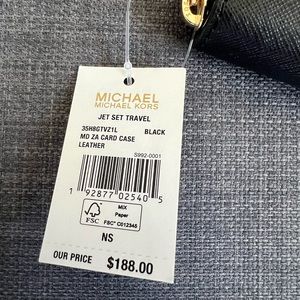 MICHAEL
MICHAEL KORS
JET SET TRAVEL
35H8GTVZ1L BLACK
MD ZA CARD CASE
LEATHER
S992-0001
1 92877 02540 5
FSC
MIX
Paper
FSC® C012345
NS
OUR PRICE $188.00